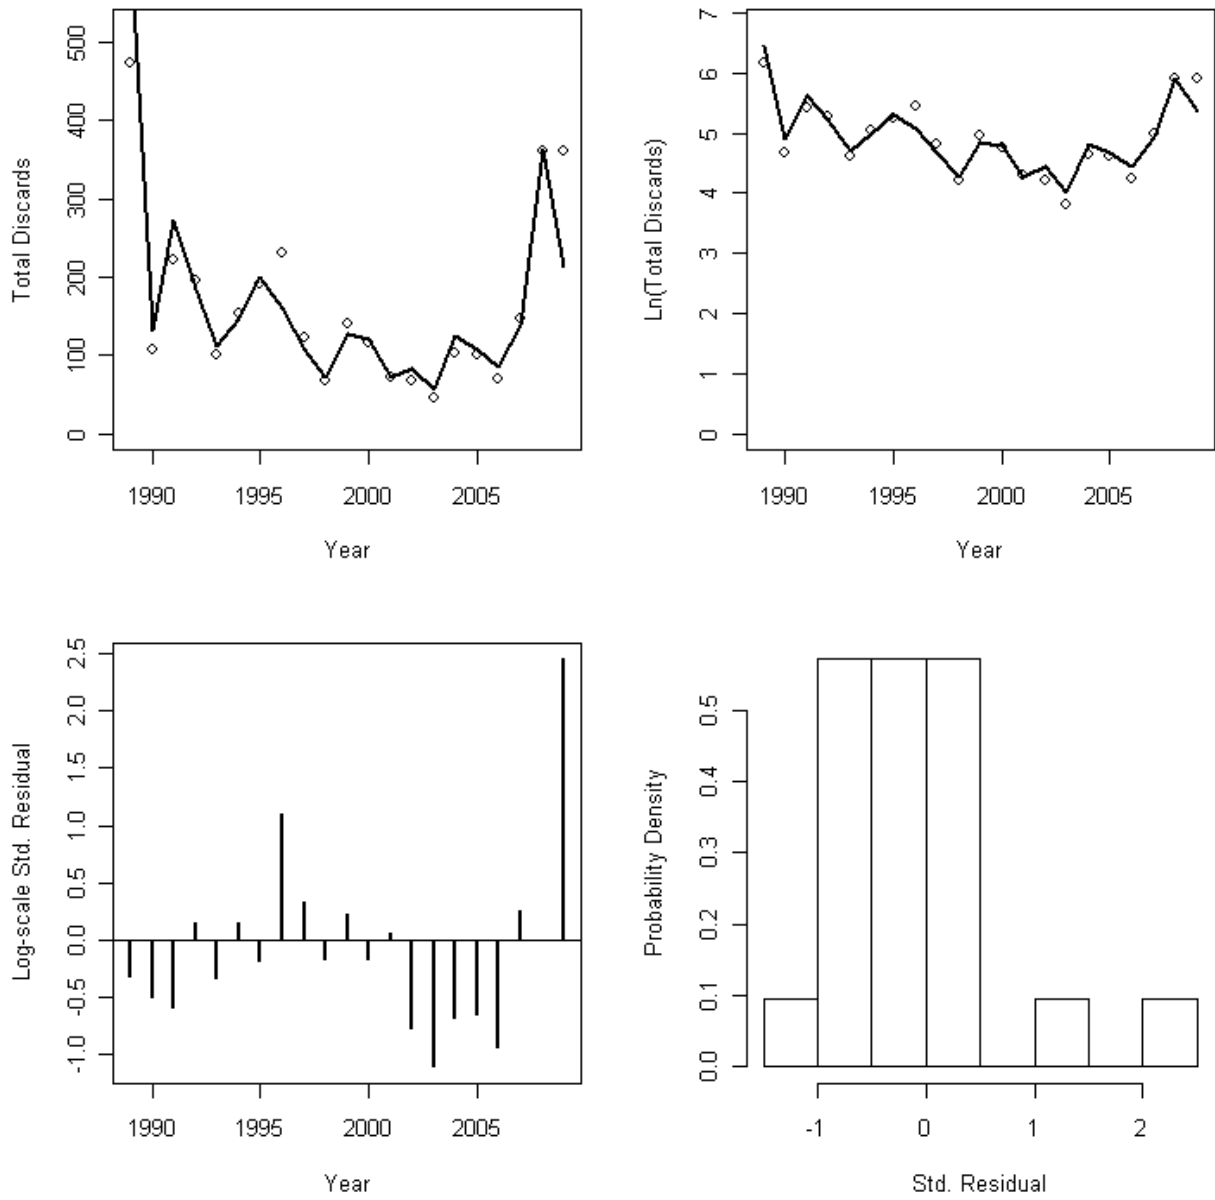 Total Discards
0
100
200
300
400
500
1990 1995 2000 2005
Year
Ln(Total Discards)
0
1
2
3
4
5
6
7
1990 1995 2000 2005
Year
Log-scale Std. Residual
-1.0
-0.5
0.0
0.5
1.0
1.5
2.0
2.5
1990 1995 2000 2005
Year
Probability Density
0.0
0.1
0.2
0.3
0.4
0.5
-1 0 1 2
Std. Residual